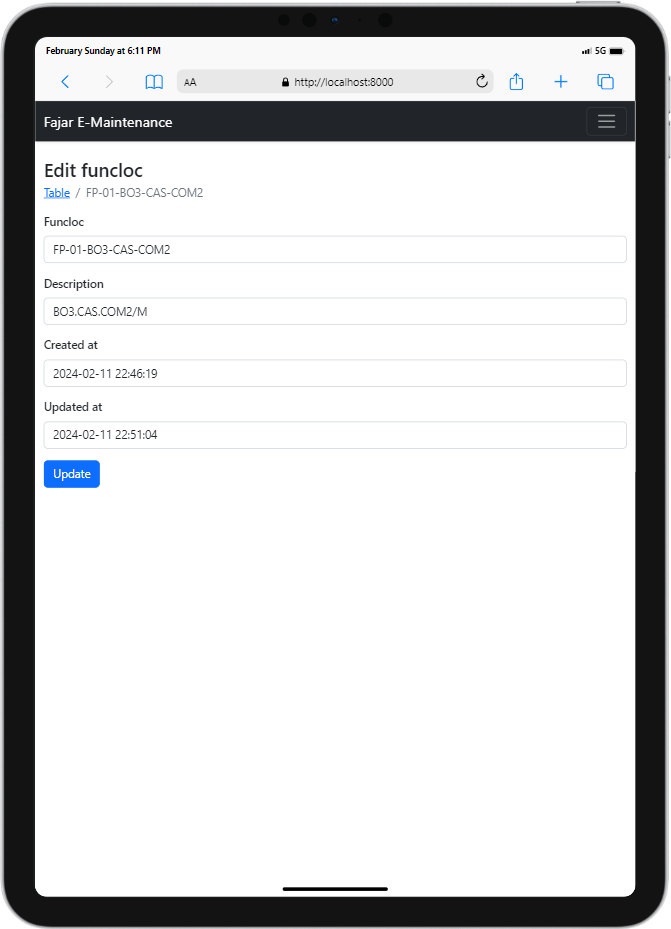 February Sunday at 6:11 PM
5G
AA
http://localhost:8000
Fajar E-Maintenance
Edit funcloc
Table / FP-01-BO3-CAS-COM2
Funcloc
FP-01-BO3-CAS-COM2
Description
BO3.CAS.COM2/M
Created at
2024-02-11 22:46:19
Updated at
2024-02-11 22:51:04
Update